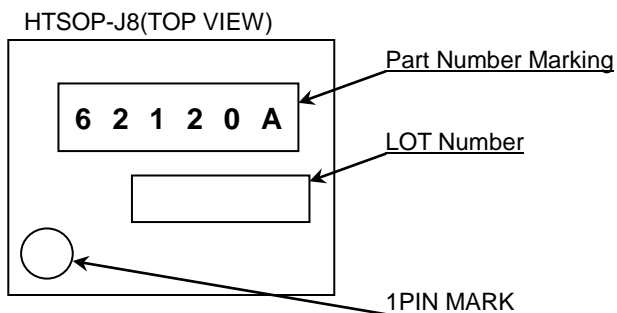 HTSOP-J8(TOP VIEW)
Part Number Marking
6 2 1 2 0 A
LOT Number
1PIN MARK